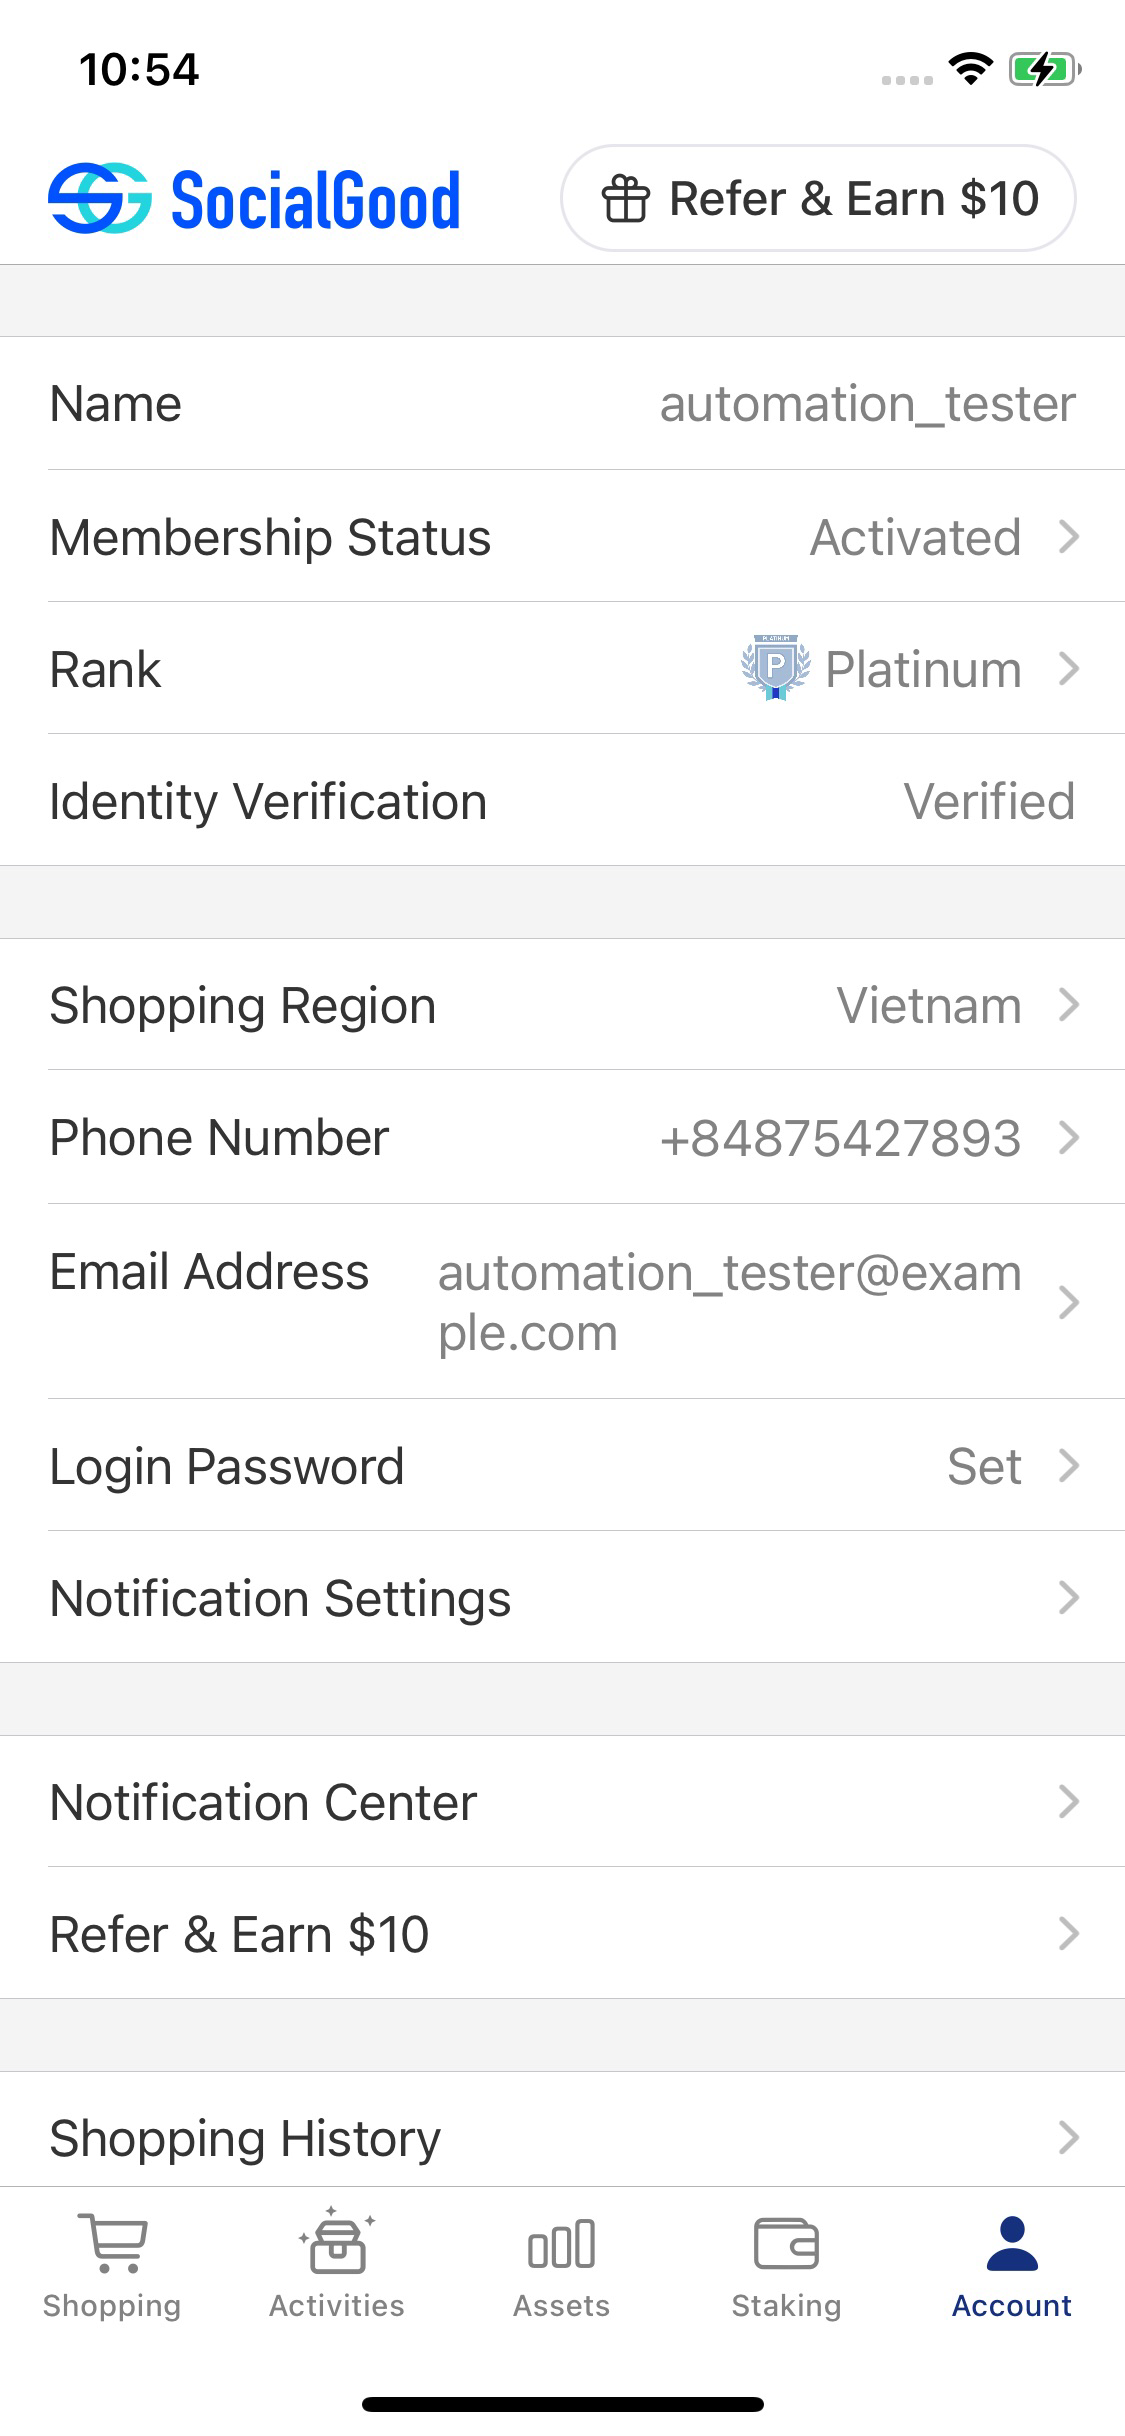 10:54
SocialGood
Refer & Earn $10
Name
automation_tester
Membership Status
Activated
Rank
PLATINUM
P
Platinum
Identity Verification
Verified
Shopping Region
Vietnam
Phone Number
+84875427893
Email Address
automation_tester@exam
ple.com
Login Password
Set
Notification Settings
Notification Center
Refer & Earn $10
Shopping History
Shopping
Activities
Assets
Staking
Account